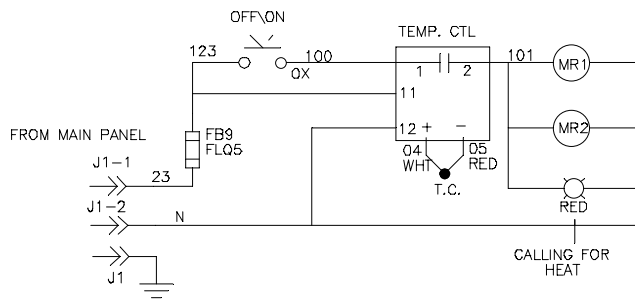 OFF\ON
TEMP. CTL
123
100
QX
1
2
101
MR1
11
FROM MAIN PANEL
FB9
FLQ5
12
+
-
MR2
04
WHT
05
RED
T.C.
J1-1
23
RED
J1-2
N
CALLING FOR
HEAT
J1